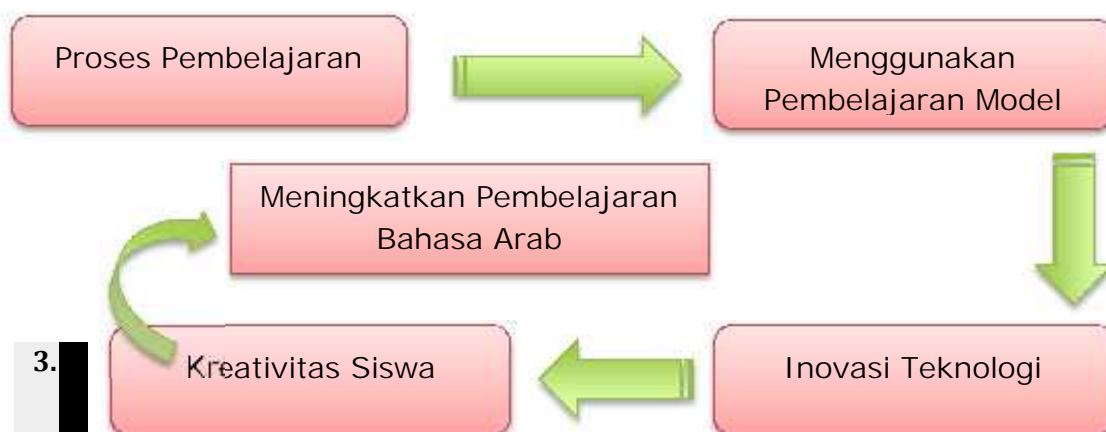 Proses Pembelajaran
Menggunakan
Pembelajaran Model
Meningkatkan Pembelajaran
Bahasa Arab
3.
Kreativitas Siswa
Inovasi Teknologi